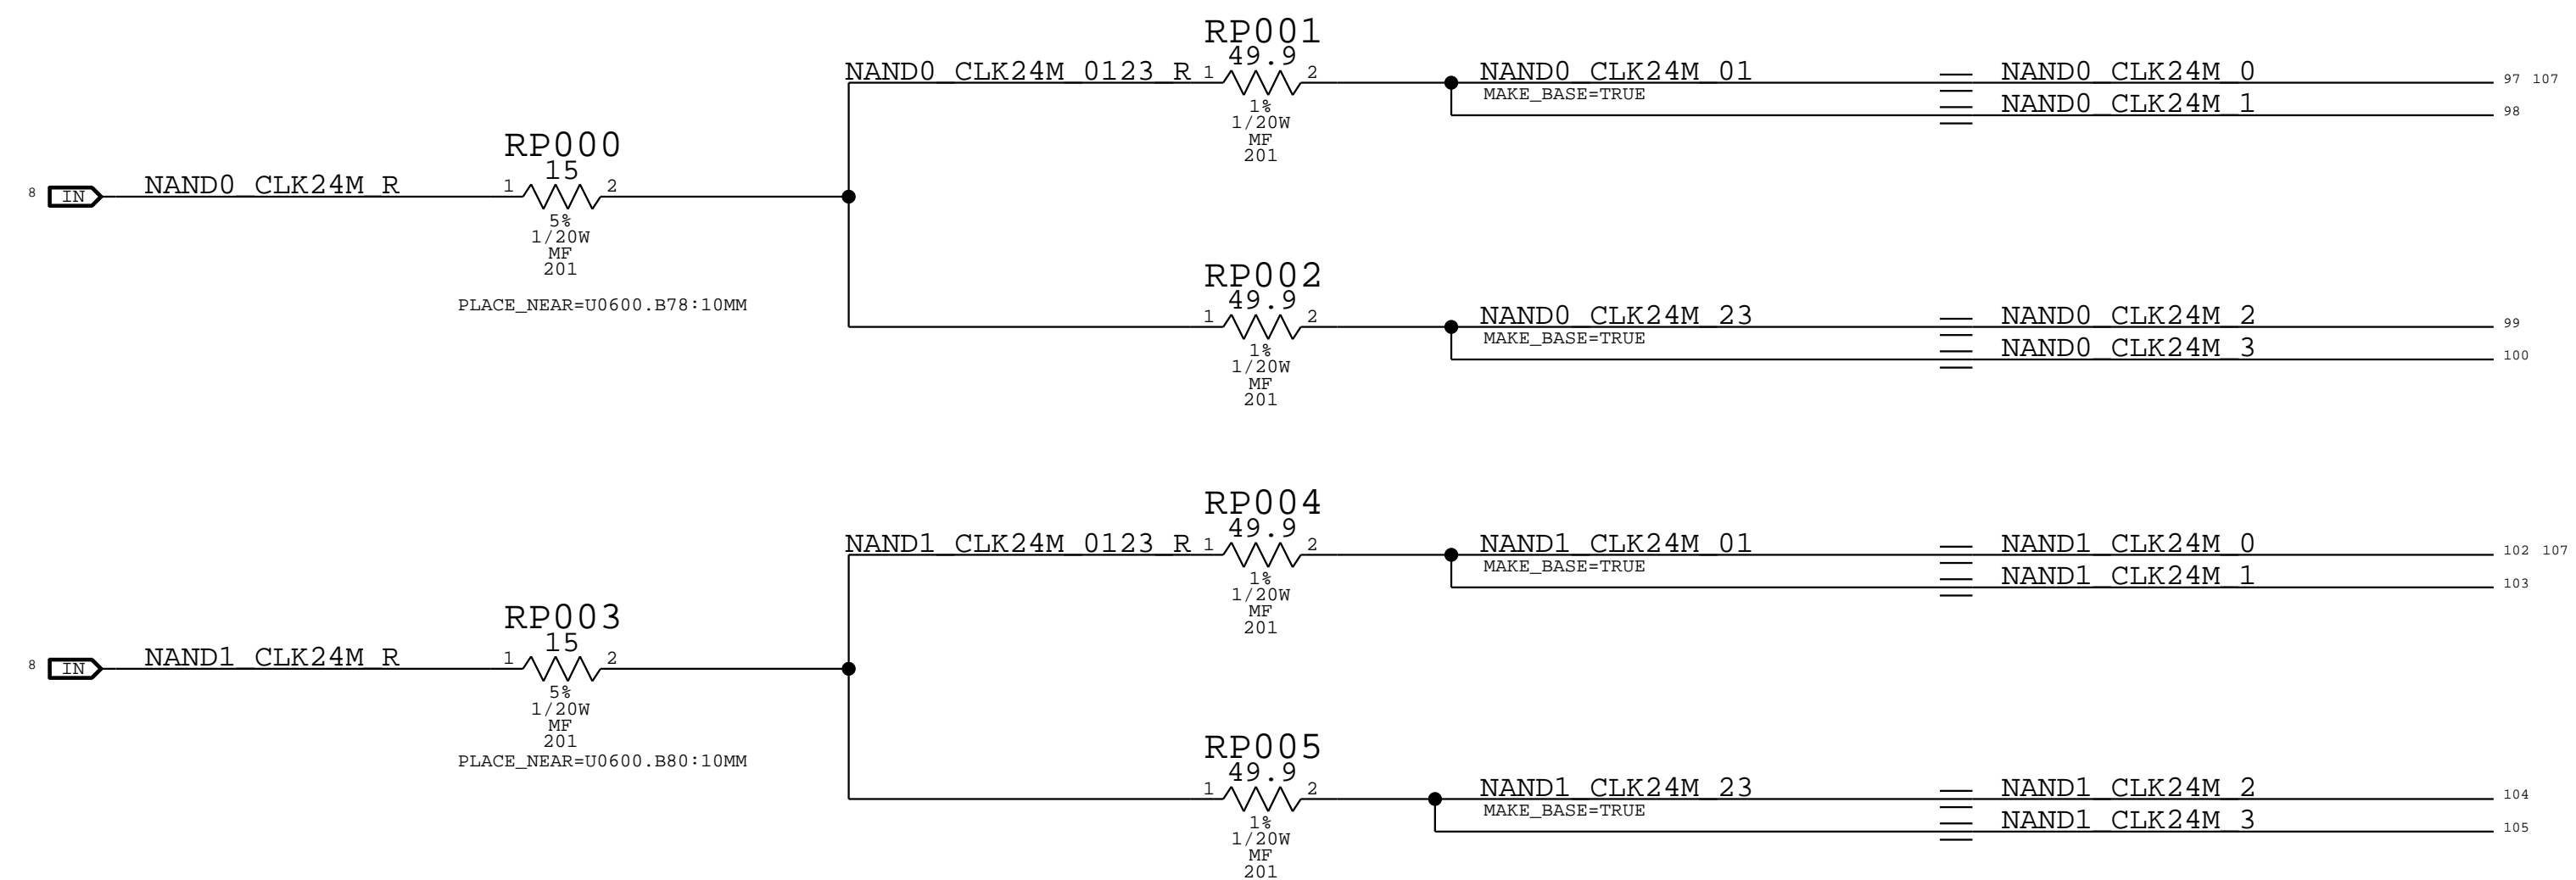 RP001
49.9
NAND0_CLK24M_0123_R 1 2 NAND0_CLK24M_01 NAND0_CLK24M_0 97 107
1% MAKE_BASE=TRUE NAND0_CLK24M_1 98
1/20W
MF
201
RP000
15
8 IN NAND0_CLK24M_R 1 2
5%
1/20W
MF
201
PLACE_NEAR=U0600.B78:10MM
RP002
49.9
1 2 NAND0_CLK24M_23 NAND0_CLK24M_2 99
1% MAKE_BASE=TRUE NAND0_CLK24M_3 100
1/20W
MF
201
RP004
49.9
NAND1_CLK24M_0123_R 1 2 NAND1_CLK24M_01 NAND1_CLK24M_0 102 107
1% MAKE_BASE=TRUE NAND1_CLK24M_1 103
1/20W
MF
201
RP003
15
8 IN NAND1_CLK24M_R 1 2
5%
1/20W
MF
201
PLACE_NEAR=U0600.B80:10MM
RP005
49.9
1 2 NAND1_CLK24M_23 NAND1_CLK24M_2 104
1% MAKE_BASE=TRUE NAND1_CLK24M_3 105
1/20W
MF
201